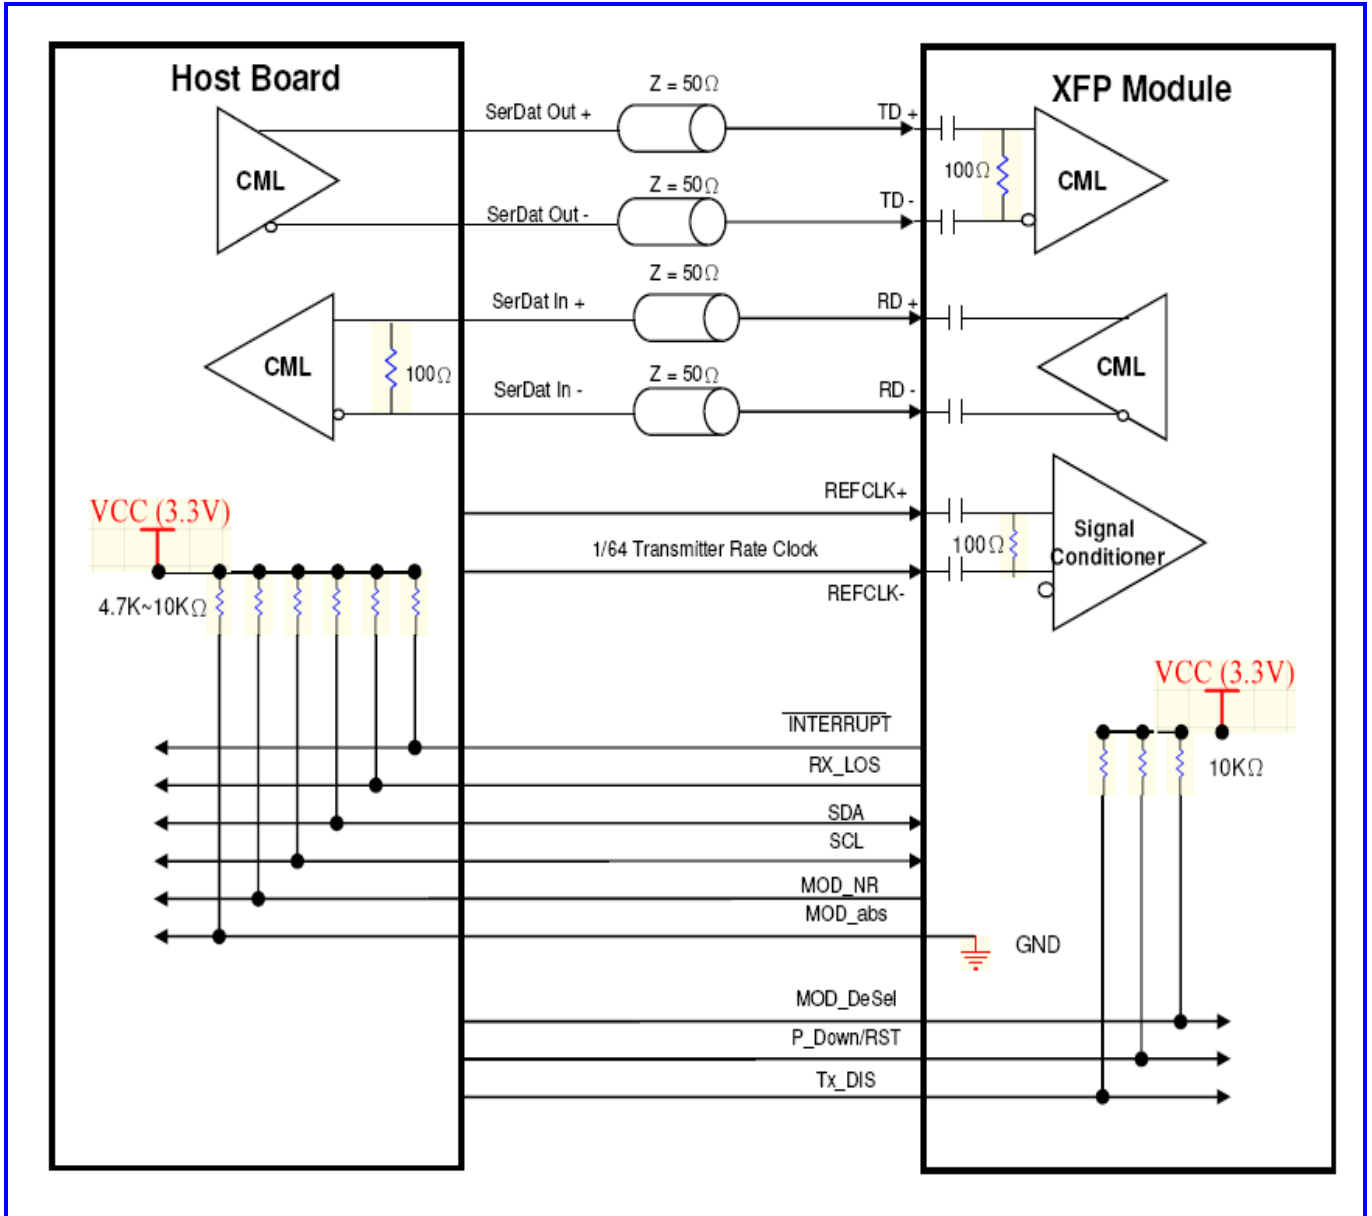 Host Board
XFP Module
Z = 50Ω
SerDat Out +
TD +
CML
100Ω
CML
Z = 50Ω
SerDat Out -
TD -
Z = 50Ω
SerDat In +
RD +
CML
100Ω
Z = 50Ω
SerDat In -
RD -
CML
VCC (3.3V)
REFCLK+
1/64 Transmitter Rate Clock
100Ω
Signal
Conditioner
REFCLK-
4.7K~10KΩ
VCC (3.3V)
10KΩ
INTERRUPT
RX_LOS
SDA
SCL
MOD_NR
MOD_abs
GND
MOD_DeSel
P_Down/RST
Tx_DIS